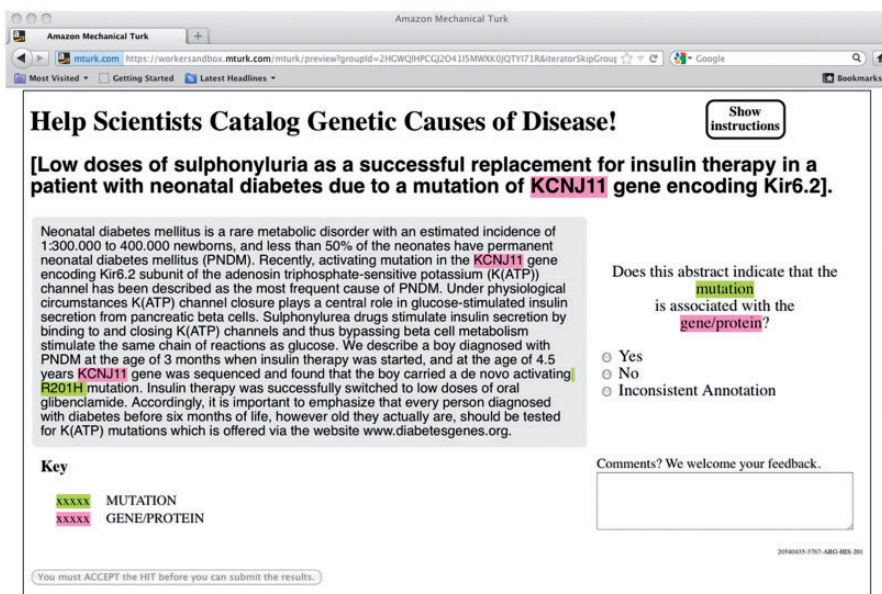 Amazon Mechanical Turk
Amazon Mechanical Turk
mturk.com https://workersandbox.mturk.com/mturk/preview?groupId=2HGWQIHPCGJ2O41I5MWXK0JQTYI71R&iteratorSkipGroup
Google
Most Visited Getting Started Latest Headlines Bookmarks
Help Scientists Catalog Genetic Causes of Disease!
Show
instructions
[Low doses of sulphonyluria as a successful replacement for insulin therapy in a
patient with neonatal diabetes due to a mutation of KCNJ11 gene encoding Kir6.2].
Neonatal diabetes mellitus is a rare metabolic disorder with an estimated incidence of
1:300.000 to 400.000 newborns, and less than 50% of the neonates have permanent
neonatal diabetes mellitus (PNDM). Recently, activating mutation in the KCNJ11 gene
encoding Kir6.2 subunit of the adenosin triphosphate-sensitive potassium (K(ATP))
channel has been described as the most frequent cause of PNDM. Under physiological
circumstances K(ATP) channel closure plays a central role in glucose-stimulated insulin
secretion from pancreatic beta cells. Sulphonylurea drugs stimulate insulin secretion by
binding to and closing K(ATP) channels and thus bypassing beta cell metabolism
stimulate the same chain of reactions as glucose. We describe a boy diagnosed with
PNDM at the age of 3 months when insulin therapy was started, and at the age of 4.5
years KCNJ11 gene was sequenced and found that the boy carried a de novo activating
R201H mutation. Insulin therapy was successfully switched to low doses of oral
glibenclamide. Accordingly, it is important to emphasize that every person diagnosed
with diabetes before six months of life, however old they actually are, should be tested
for K(ATP) mutations which is offered via the website www.diabetesgenes.org.
Does this abstract indicate that the
mutation
is associated with the
gene/protein?
Yes
No
Inconsistent Annotation
Key
xxxxx MUTATION
xxxxx GENE/PROTEIN
Comments? We welcome your feedback.
20540435-3767-ARG-HIS-201
You must ACCEPT the HIT before you can submit the results.